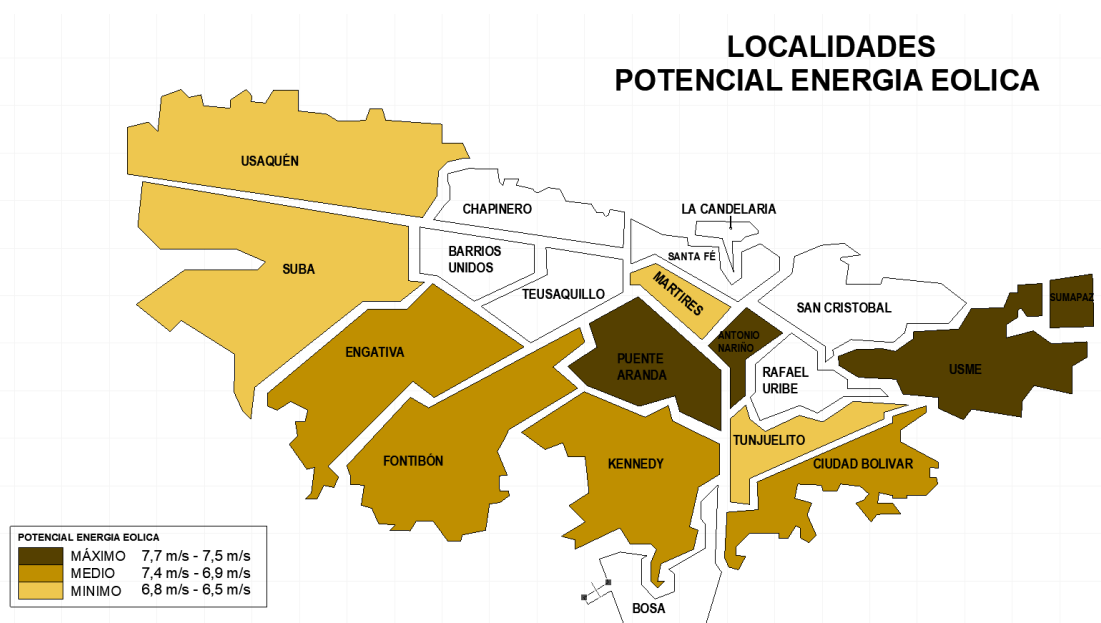 LOCALIDADES
POTENCIAL ENERGIA EOLICA
USAQUÉN
CHAPINERO
LA CANDELARIA
BARRIOS
UNIDOS
SANTA FÉ
SUBA
TEUSAQUILLO
MARTIRES
SAN CRISTOBAL
SUMAPAZ
ANTONIO
NARIÑO
ENGATIVA
PUENTE
ARANDA
RAFAEL
URIBE
USME
TUNJUELITO
FONTIBÓN
KENNEDY
CIUDAD BOLIVAR
BOSA
POTENCIAL ENERGIA EOLICA
MÁXIMO 7,7 m/s - 7,5 m/s
MEDIO 7,4 m/s - 6,9 m/s
MINIMO 6,8 m/s - 6,5 m/s